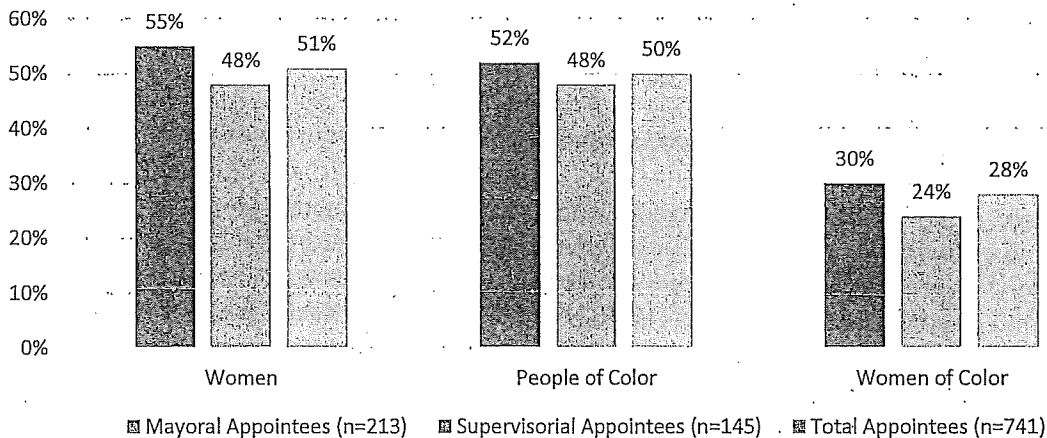 60%
55%
52%
51%
50%
48%
48%
50%
40%
30%
30%
28%
24%
20%
10%
0%
Women
People of Color
Women of Color
Mayoral Appointees (n=213)
Supervisorial Appointees (n=145)
Total Appointees (n=741)